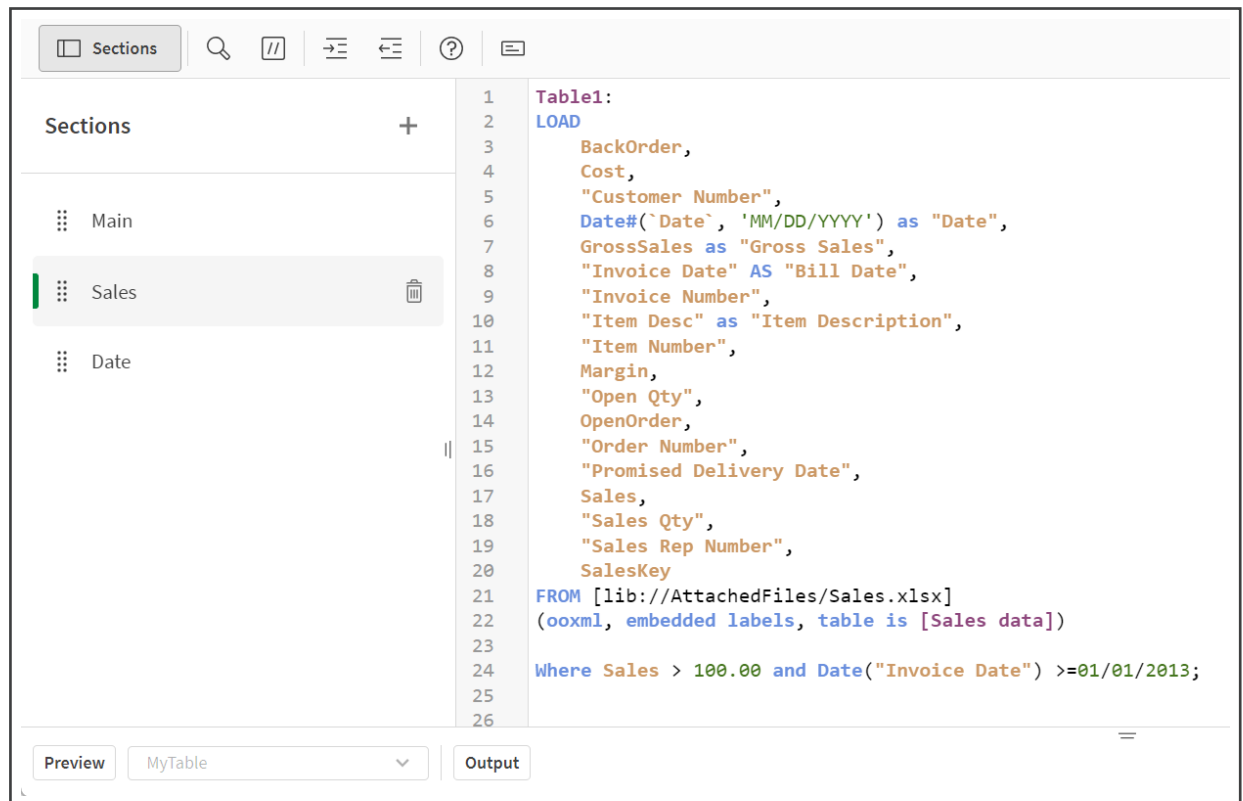 Sections
Sections
Main
Sales
Date
1 Table1:
2 LOAD
3 BackOrder,
4 Cost,
5 "Customer Number",
6 Date#(`Date`, 'MM/DD/YYYY') as "Date",
7 GrossSales as "Gross Sales",
8 "Invoice Date" AS "Bill Date",
9 "Invoice Number",
10 "Item Desc" as "Item Description",
11 "Item Number",
12 Margin,
13 "Open Qty",
14 OpenOrder,
15 "Order Number",
16 "Promised Delivery Date",
17 Sales,
18 "Sales Qty",
19 "Sales Rep Number",
20 SalesKey
21 FROM [lib://AttachedFiles/Sales.xlsx]
22 (ooxml, embedded labels, table is [Sales data])
23
24 Where Sales > 100.00 and Date("Invoice Date") >=01/01/2013;
25
26
Preview MyTable Output